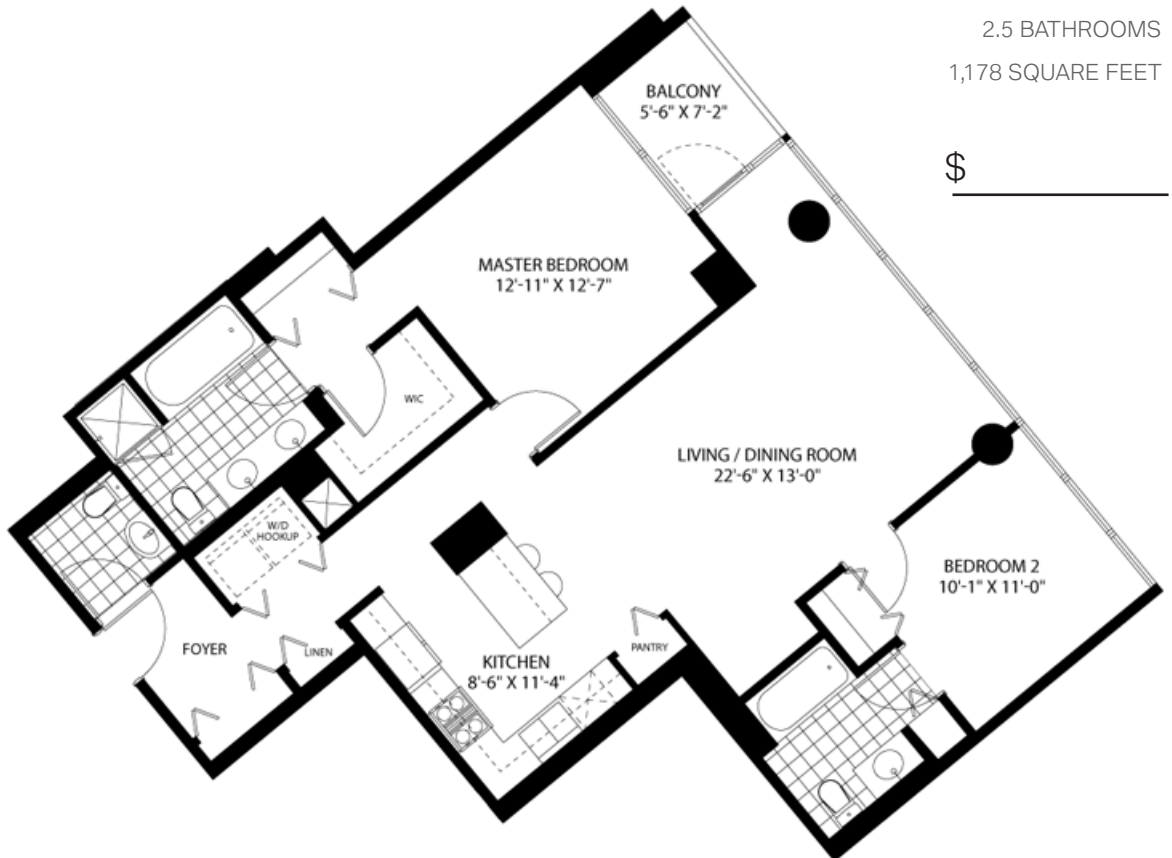 2.5 BATHROOMS
1,178 SQUARE FEET
$
BALCONY
5'-6" X 7'-2"
MASTER BEDROOM
12'-11" X 12'-7"
WIC
LIVING / DINING ROOM
22'-6" X 13'-0"
W/D
HOOKUP
BEDROOM 2
10'-1" X 11'-0"
FOYER
LINEN
KITCHEN
8'-6" X 11'-4"
PANTRY